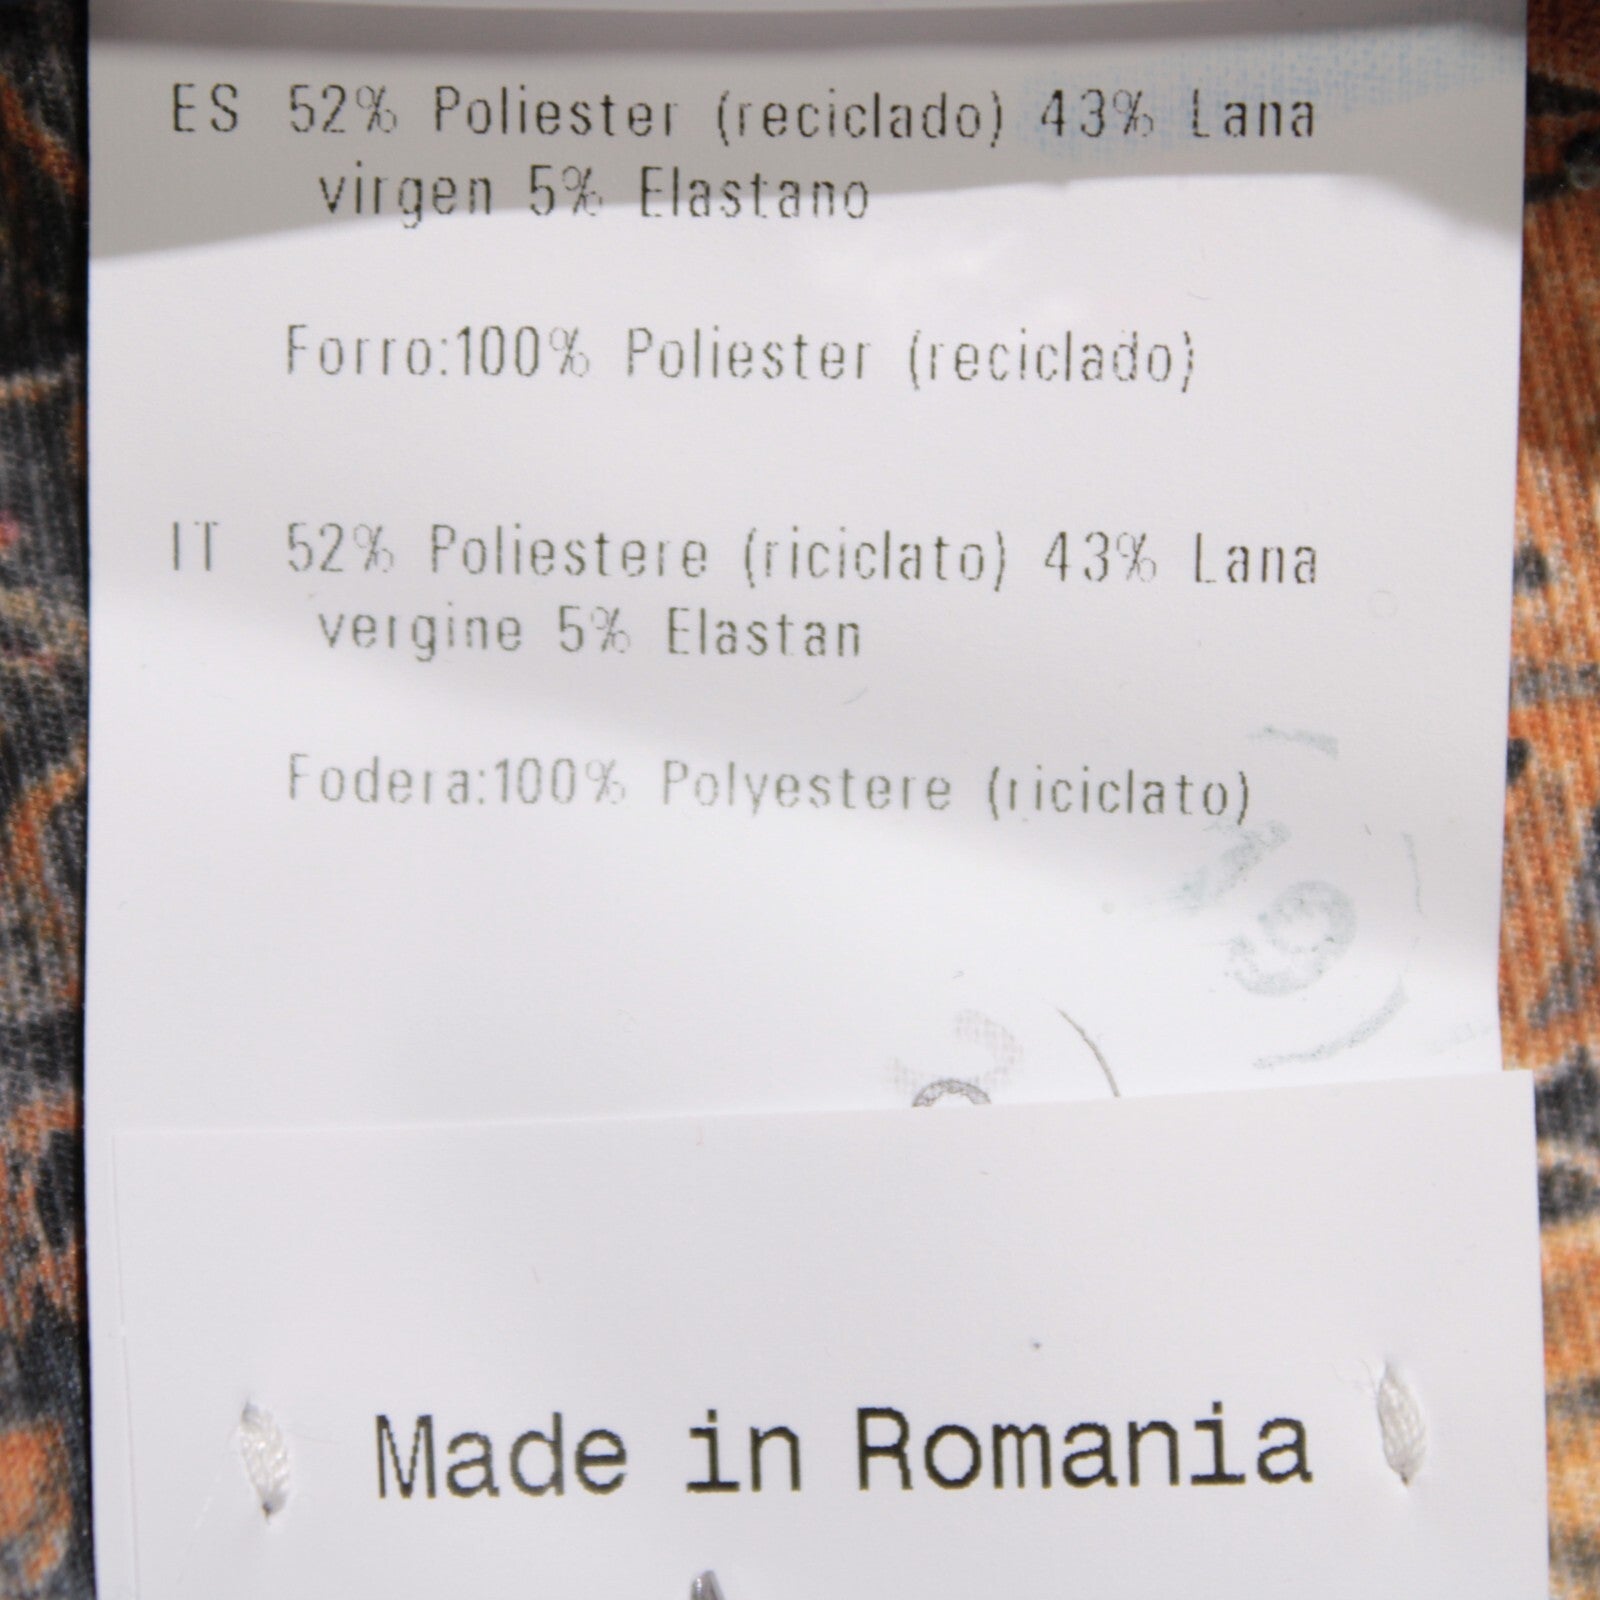 ES 52% Poliester (reciclado) 43% Lana
virgen 5% Elastano
Forro:100% Poliester (reciclado)
IT 52% Poliestere (riciclato) 43% Lana
vergine 5% Elastan
Fodera:100% Polyestere (riciclato)
Made in Romania